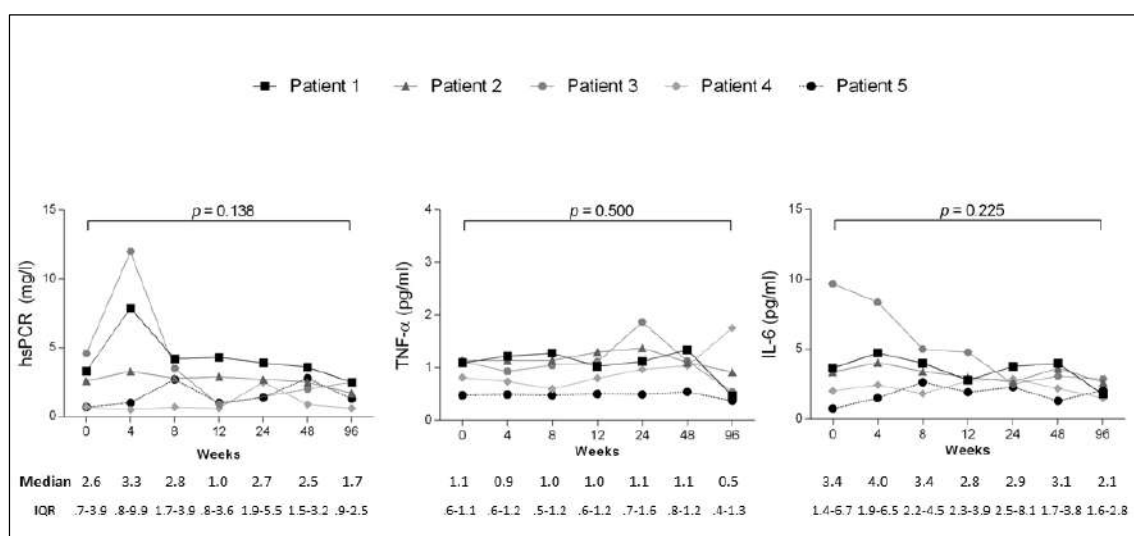 Patient 1 Patient 2 Patient 3 Patient 4 Patient 5
p = 0.138
15
10
5
0
hsPCR (mg/l)
0 4 8 12 24 48 96
Weeks
p = 0.500
4
3
2
1
0
TNF-α (pg/ml)
0 4 8 12 24 48 96
Weeks
p = 0.225
15
10
5
0
IL-6 (pg/ml)
0 4 8 12 24 48 96
Weeks
Median 2.6 3.3 2.8 1.0 2.7 2.5 1.7 1.1 0.9 1.0 1.0 1.1 1.1 0.5 3.4 4.0 3.4 2.8 2.9 3.1 2.1
IQR .7-3.9 .8-9.9 1.7-3.9 .8-3.6 1.9-5.5 1.5-3.2 .9-2.5 .6-1.1 .6-1.2 .5-1.2 .6-1.2 .7-1.6 .8-1.2 .4-1.3 1.4-6.7 1.9-6.5 2.2-4.5 2.3-3.9 2.5-8.1 1.7-3.8 1.6-2.8